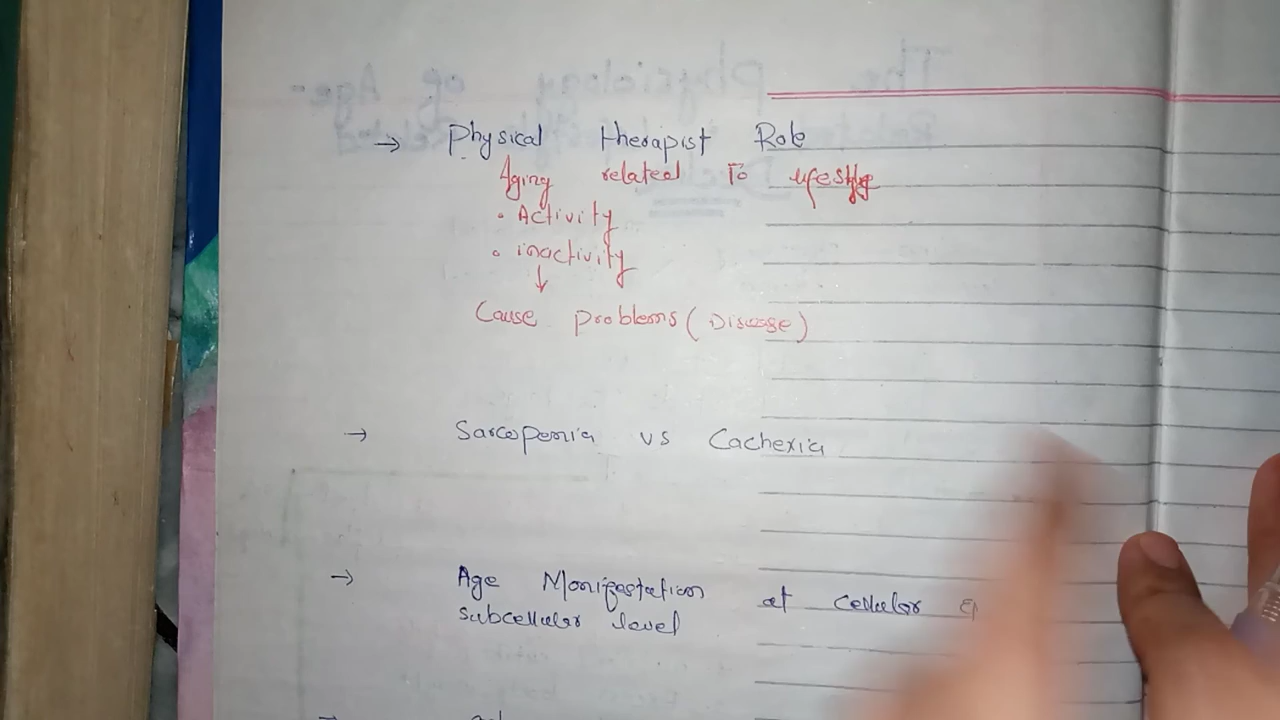 → Physical therapist Role
Aging related To lifestyle
• Activity
• inactivity
↓
Cause problems (Disease)
→ Sarcopenia vs Cachexia
→ Age Manifestation at cellular
subcellular level
→